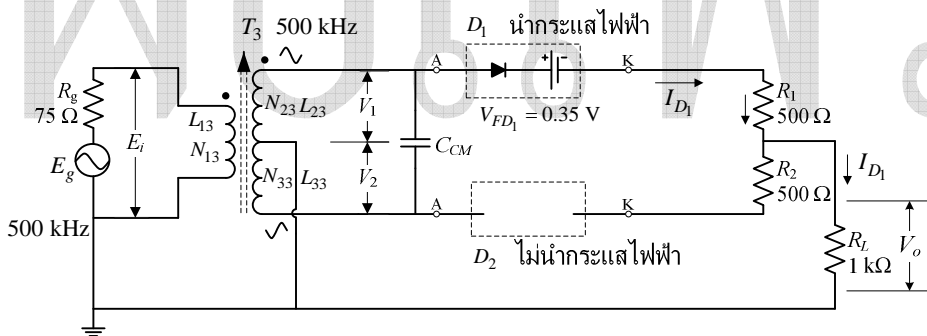 T3 500 kHz
D1 นำกระแสไฟฟ้า
A
K
Rg
75 Ω
Ei
Eg
500 kHz
L13
N13
N23 L23
N33 L33
V1
V2
CCM
VFD1 = 0.35 V
ID1
R1
500 Ω
R2
500 Ω
ID1
A
K
D2 ไม่นำกระแสไฟฟ้า
RL
1 kΩ
Vo